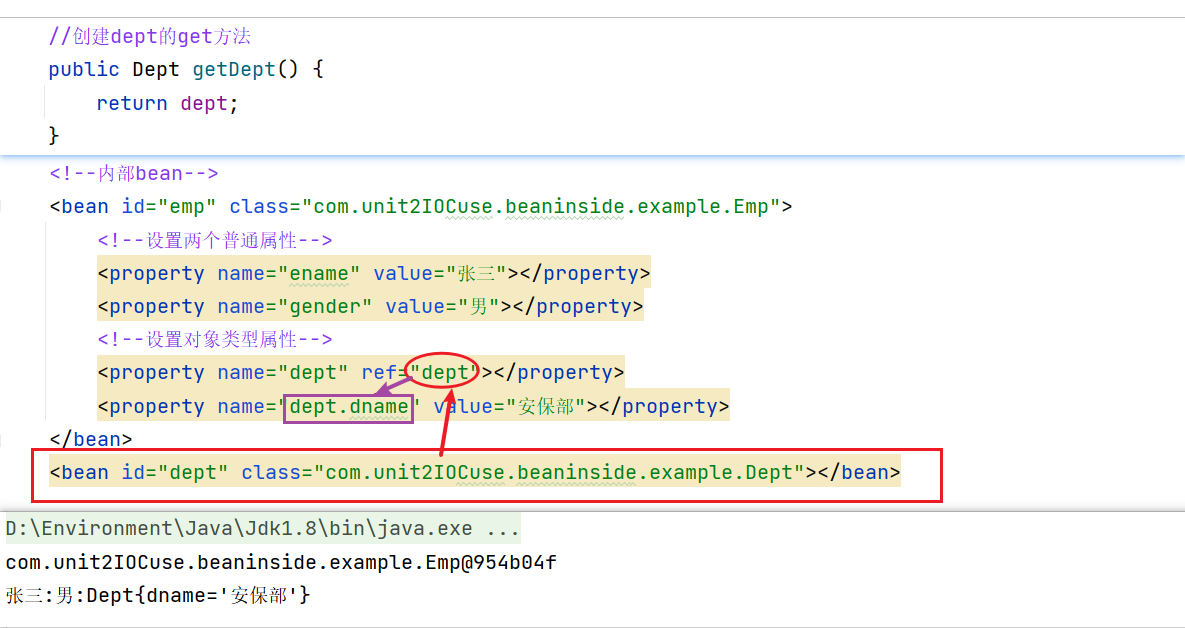 //创建dept的get方法
public Dept getDept() {
    return dept;
}
<!--内部bean-->
<bean id="emp" class="com.unit2IOCuse.beaninside.example.Emp">
    <!--设置两个普通属性-->
    <property name="ename" value="张三"></property>
    <property name="gender" value="男"></property>
    <!--设置对象类型属性-->
    <property name="dept" ref="dept"></property>
    <property name="dept.dname" value="安保部"></property>
</bean>
<bean id="dept" class="com.unit2IOCuse.beaninside.example.Dept"></bean>
D:\Environment\Java\Jdk1.8\bin\java.exe ...
com.unit2IOCuse.beaninside.example.Emp@954b04f
张三:男:Dept{dname='安保部'}